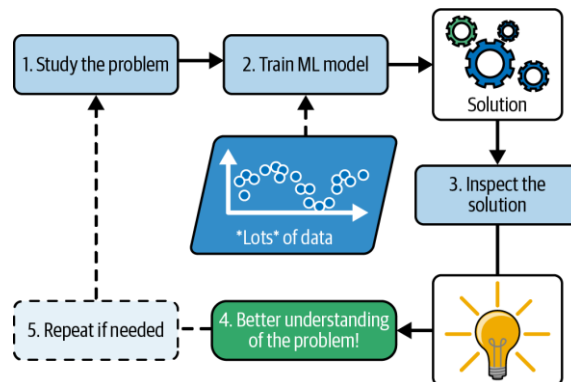 1. Study the problem
2. Train ML model
Solution
*Lots* of data
3. Inspect the
solution
4. Better understanding
of the problem!
5. Repeat if needed